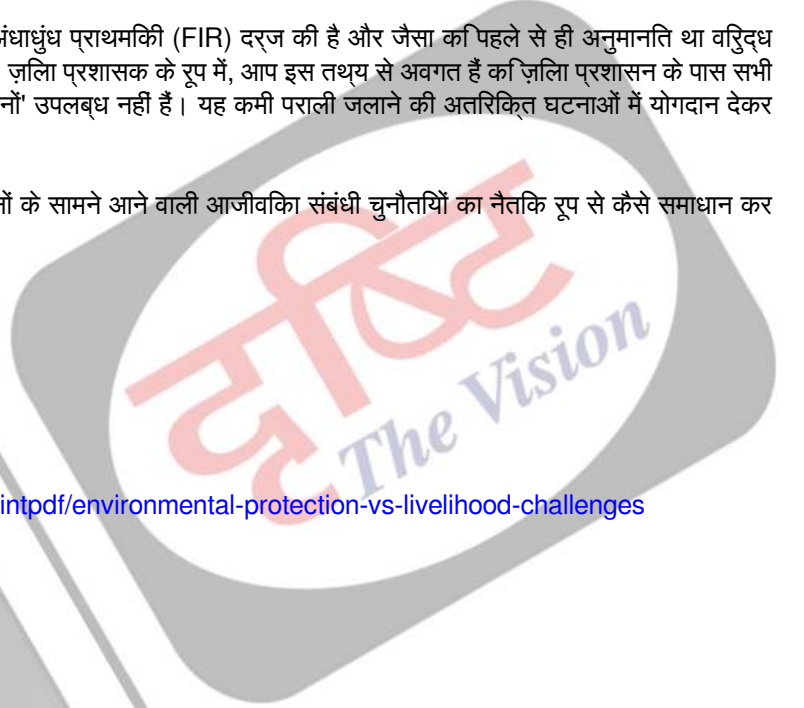 अंधाधुंध प्राथमिकी (FIR) दर्ज की है और जैसा कि पहले से ही अनुमानित था विरुद्ध
ज़िला प्रशासक के रूप में, आप इस तथ्य से अवगत हैं कि ज़िला प्रशासन के पास सभी
नों' उपलब्ध नहीं हैं। यह कमी पराली जलाने की अतिरिक्त घटनाओं में योगदान देकर
नों के सामने आने वाली आजीविका संबंधी चुनौतियों का नैतिक रूप से कैसे समाधान कर
दृष्टि
The Vision
intpdf/environmental-protection-vs-livelihood-challenges